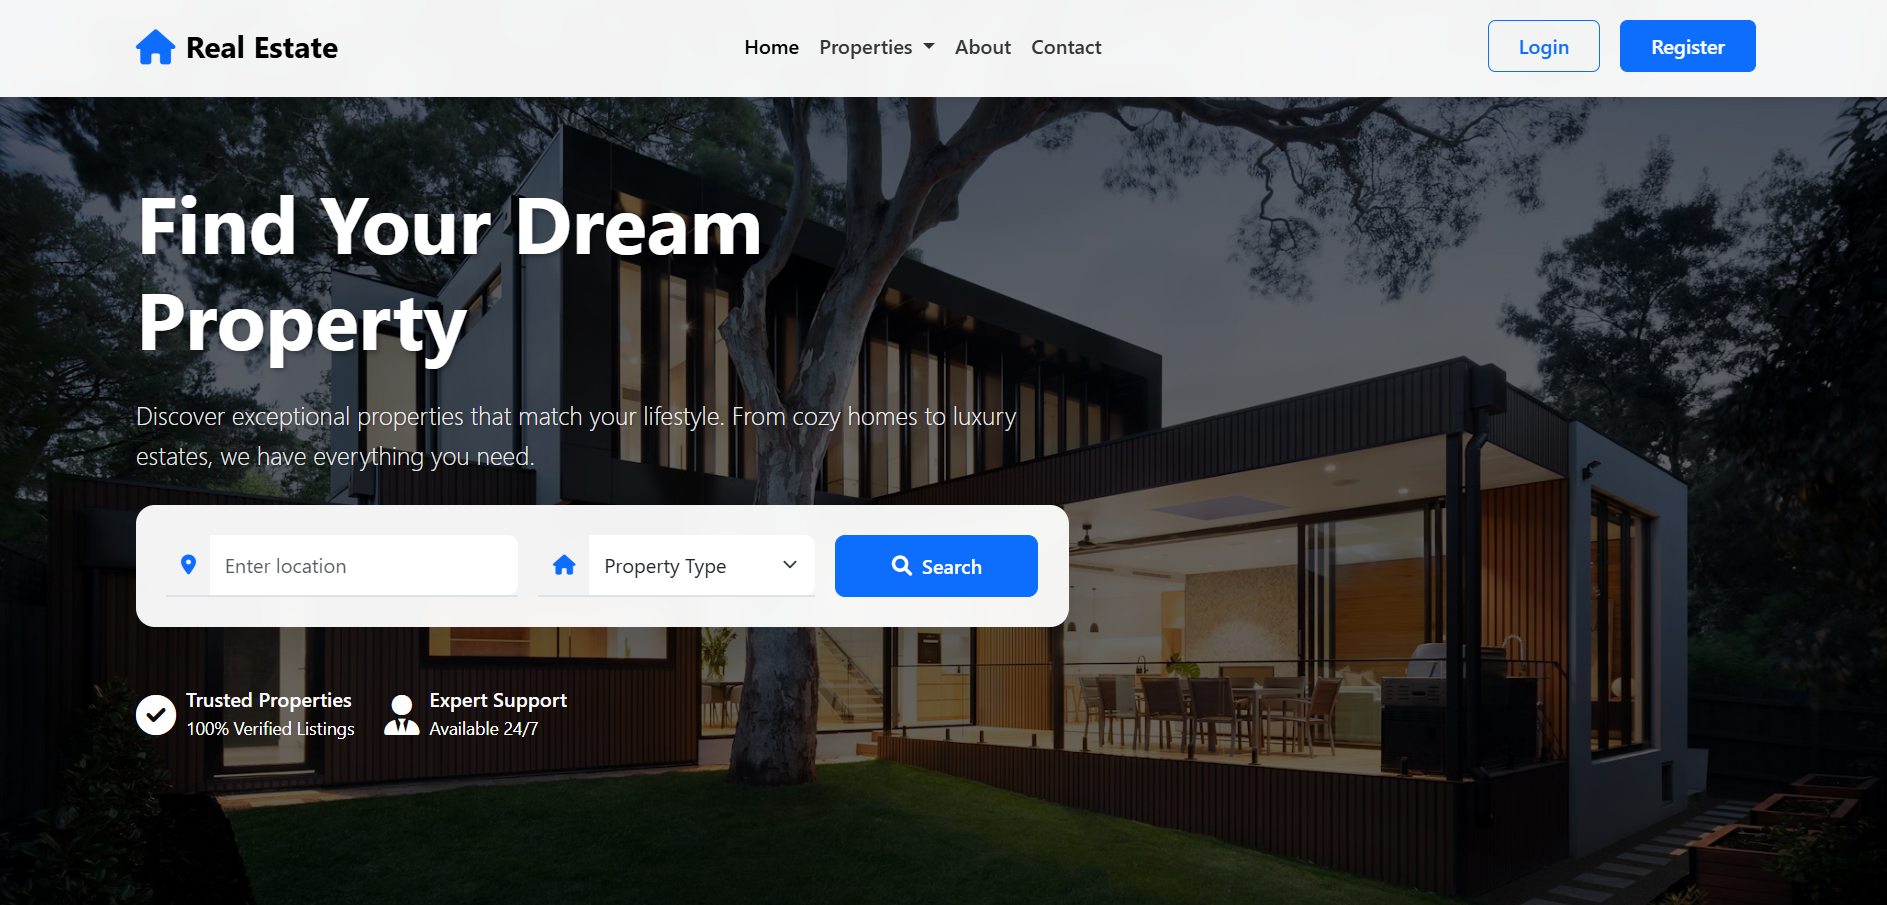 Real Estate
Home
Properties
About
Contact
Login
Register
Find Your Dream
Property
Discover exceptional properties that match your lifestyle. From cozy homes to luxury
estates, we have everything you need.
Enter location
Property Type
Search
Trusted Properties
100% Verified Listings
Expert Support
Available 24/7